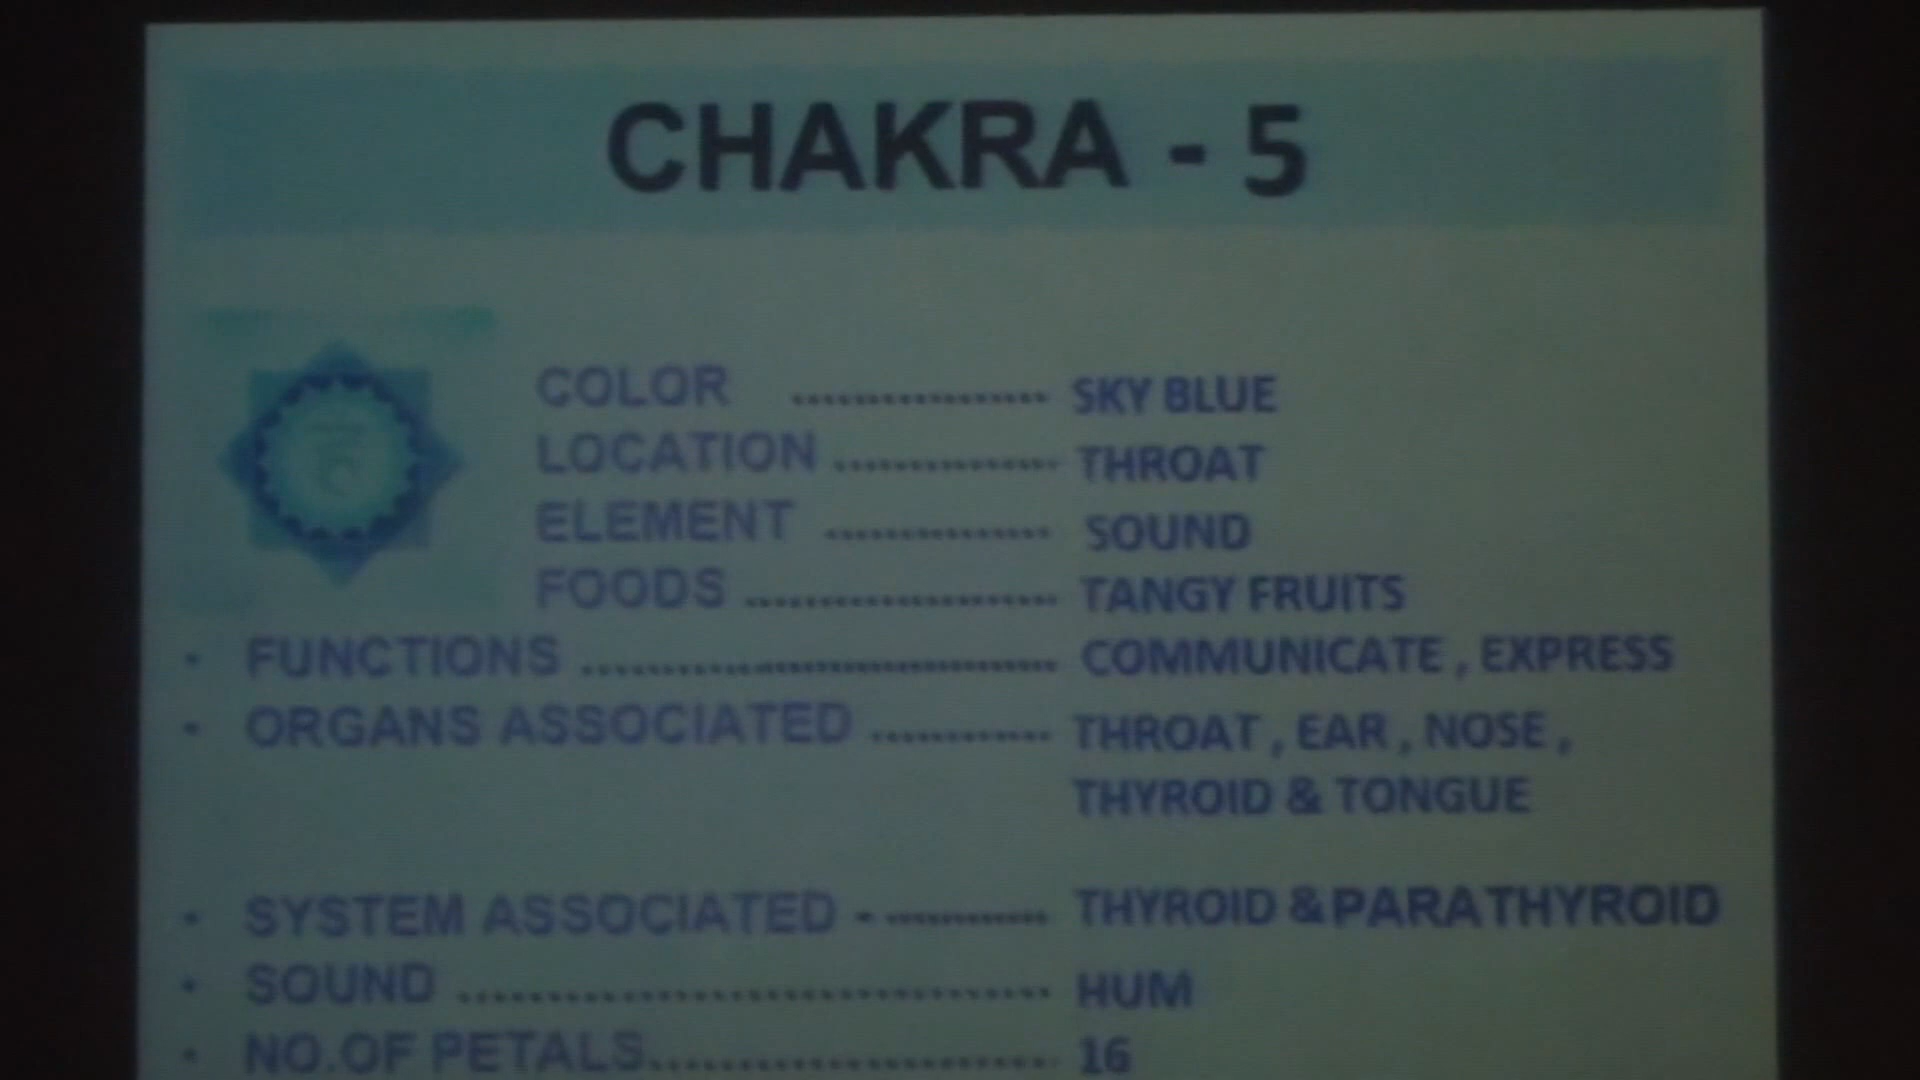 CHAKRA - 5
COLOR ................ SKY BLUE
LOCATION ................ THROAT
ELEMENT ................ SOUND
FOODS ...................... TANGY FRUITS
• FUNCTIONS ................................ COMMUNICATE , EXPRESS
• ORGANS ASSOCIATED ............ THROAT , EAR , NOSE ,
THYROID & TONGUE
• SYSTEM ASSOCIATED - ........... THYROID & PARATHYROID
• SOUND .................................... HUM
• NO.OF PETALS............................ 16